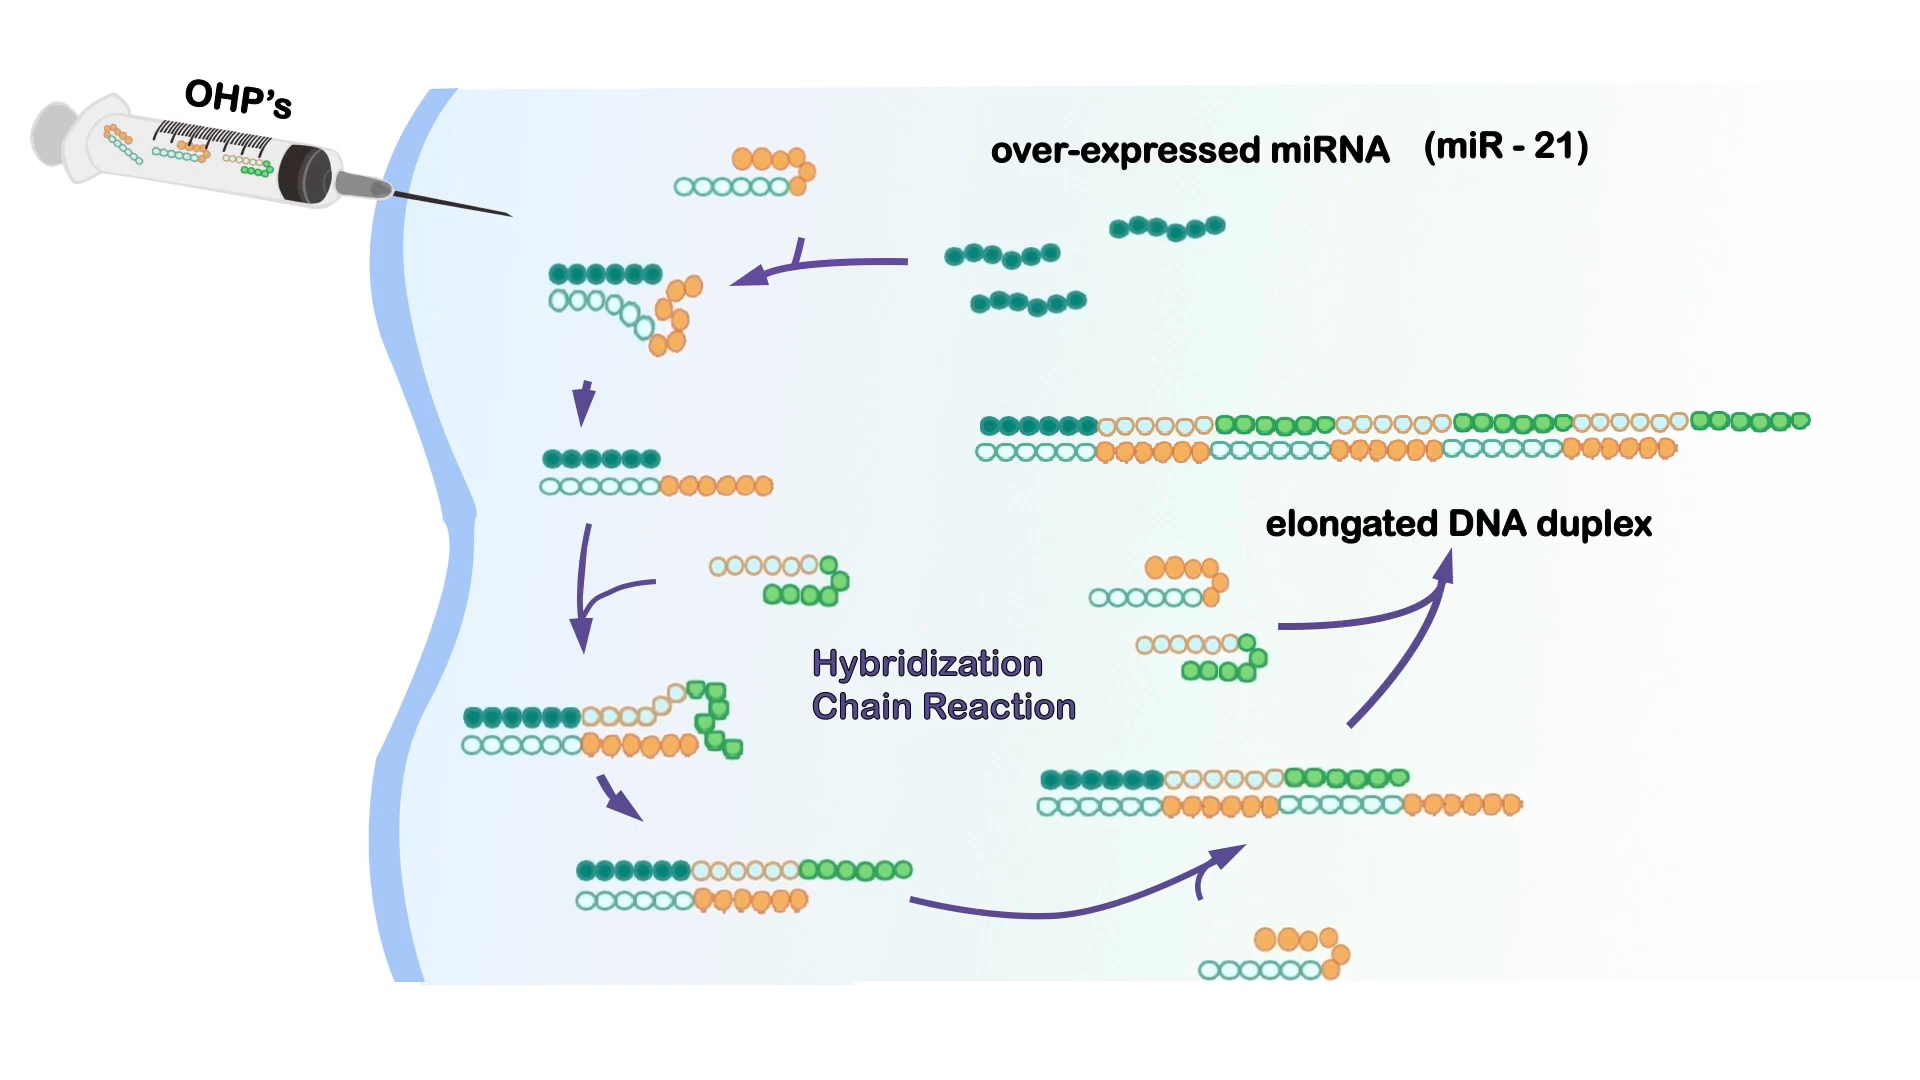 OHP's
over-expressed miRNA (miR - 21)
elongated DNA duplex
Hybridization
Chain Reaction